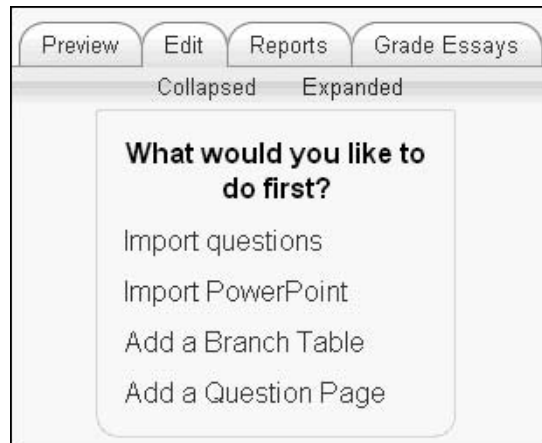 Preview Edit Reports Grade Essays
Collapsed Expanded
What would you like to
do first?
Import questions
Import PowerPoint
Add a Branch Table
Add a Question Page